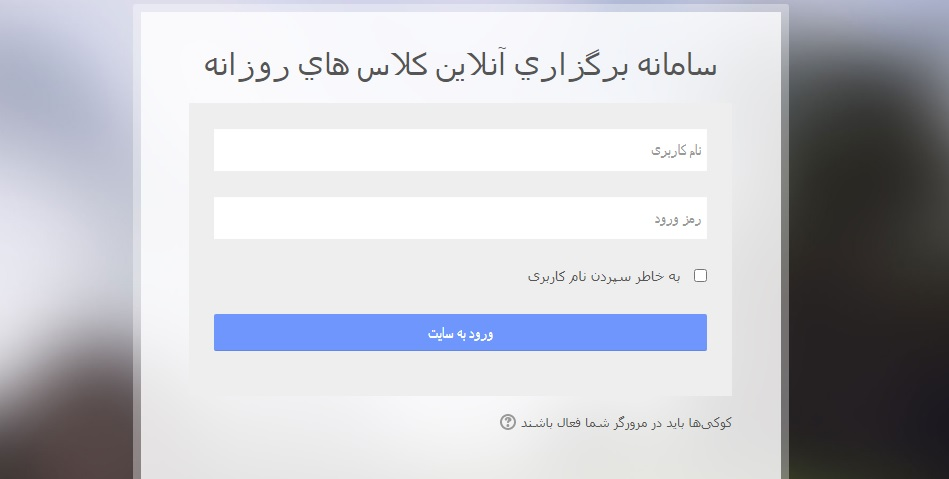 سامانه برگزاري آنلاين کلاس هاي روزانه
نام کاربری
رمز ورود
به خاطر سپردن نام کاربری
ورود به سایت
کوکی‌ها باید در مرورگر شما فعال باشند